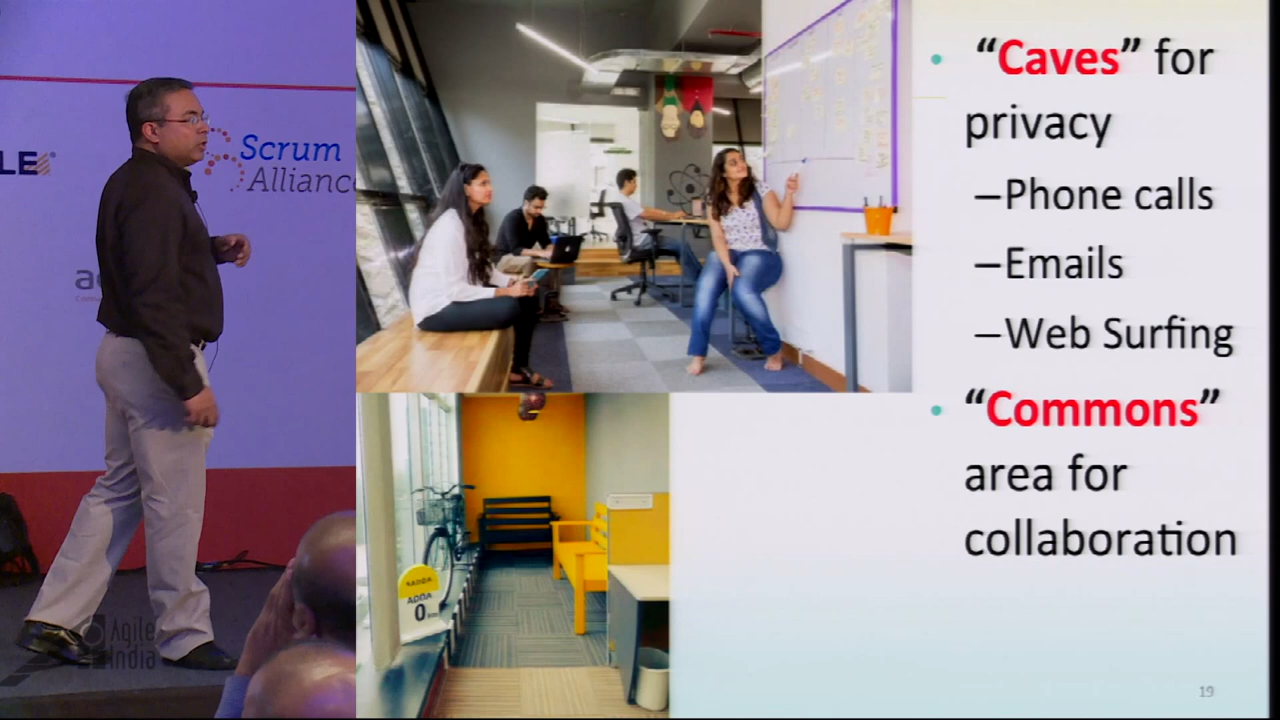 “Caves” for
privacy
–Phone calls
–Emails
–Web Surfing
“Commons”
area for
collaboration
19
LE
Scrum
Alliance
ADDA
0
Agile
India